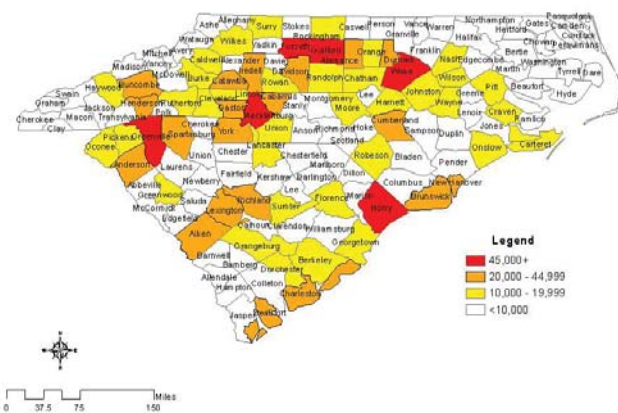 Alleghany
Ashe
Surry
Stokes
Rockingham
Caswell
Person
Vance
Warren
Northampton
Gates
Granville
Hertford
Halifax
Watauga
Wilkes
Yadkin
Forsyth
Guilford
Orange
Durham
Franklin
Bertie
Mitchell
Avery
Madison
Yancey
Caldwell
Alexander
Davie
Davidson
Alamance
Wake
Nash
Edgecombe
Martin
Washington
Tyrrell
Dare
Buncombe
McDowell
Burke
Catawba
Iredell
Rowan
Randolph
Chatham
Wilson
Pitt
Beaufort
Hyde
Swain
Haywood
Graham
Jackson
Henderson
Rutherford
Cleveland
Lincoln
Gaston
Cabarrus
Stanly
Montgomery
Moore
Lee
Harnett
Johnston
Greene
Wayne
Lenoir
Craven
Pamlico
Cherokee
Clay
Macon
Transylvania
Polk
Mecklenburg
Jones
Pickens
Oconee
Greenville
Spartanburg
Cherokee
York
Union
Anson
Richmond
Hoke
Scotland
Cumberland
Sampson
Duplin
Onslow
Carteret
Lancaster
Chester
Union
Chesterfield
Marlboro
Robeson
Bladen
Pender
Anderson
Laurens
Fairfield
Kershaw
Darlington
Dillon
Columbus
New Hanover
Brunswick
Abbeville
Newberry
Lee
Greenwood
McCormick
Saluda
Richland
Lexington
Sumter
Florence
Marion
Horry
Edgefield
Aiken
Calhoun
Clarendon
Williamsburg
Georgetown
Orangeburg
Barnwell
Bamberg
Berkeley
Dorchester
Allendale
Colleton
Hampton
Charleston
Jasper
Beaufort
Legend
45,000+
20,000 - 44,999
10,000 - 19,999
<10,000
N
Miles
0 37.5 75 150